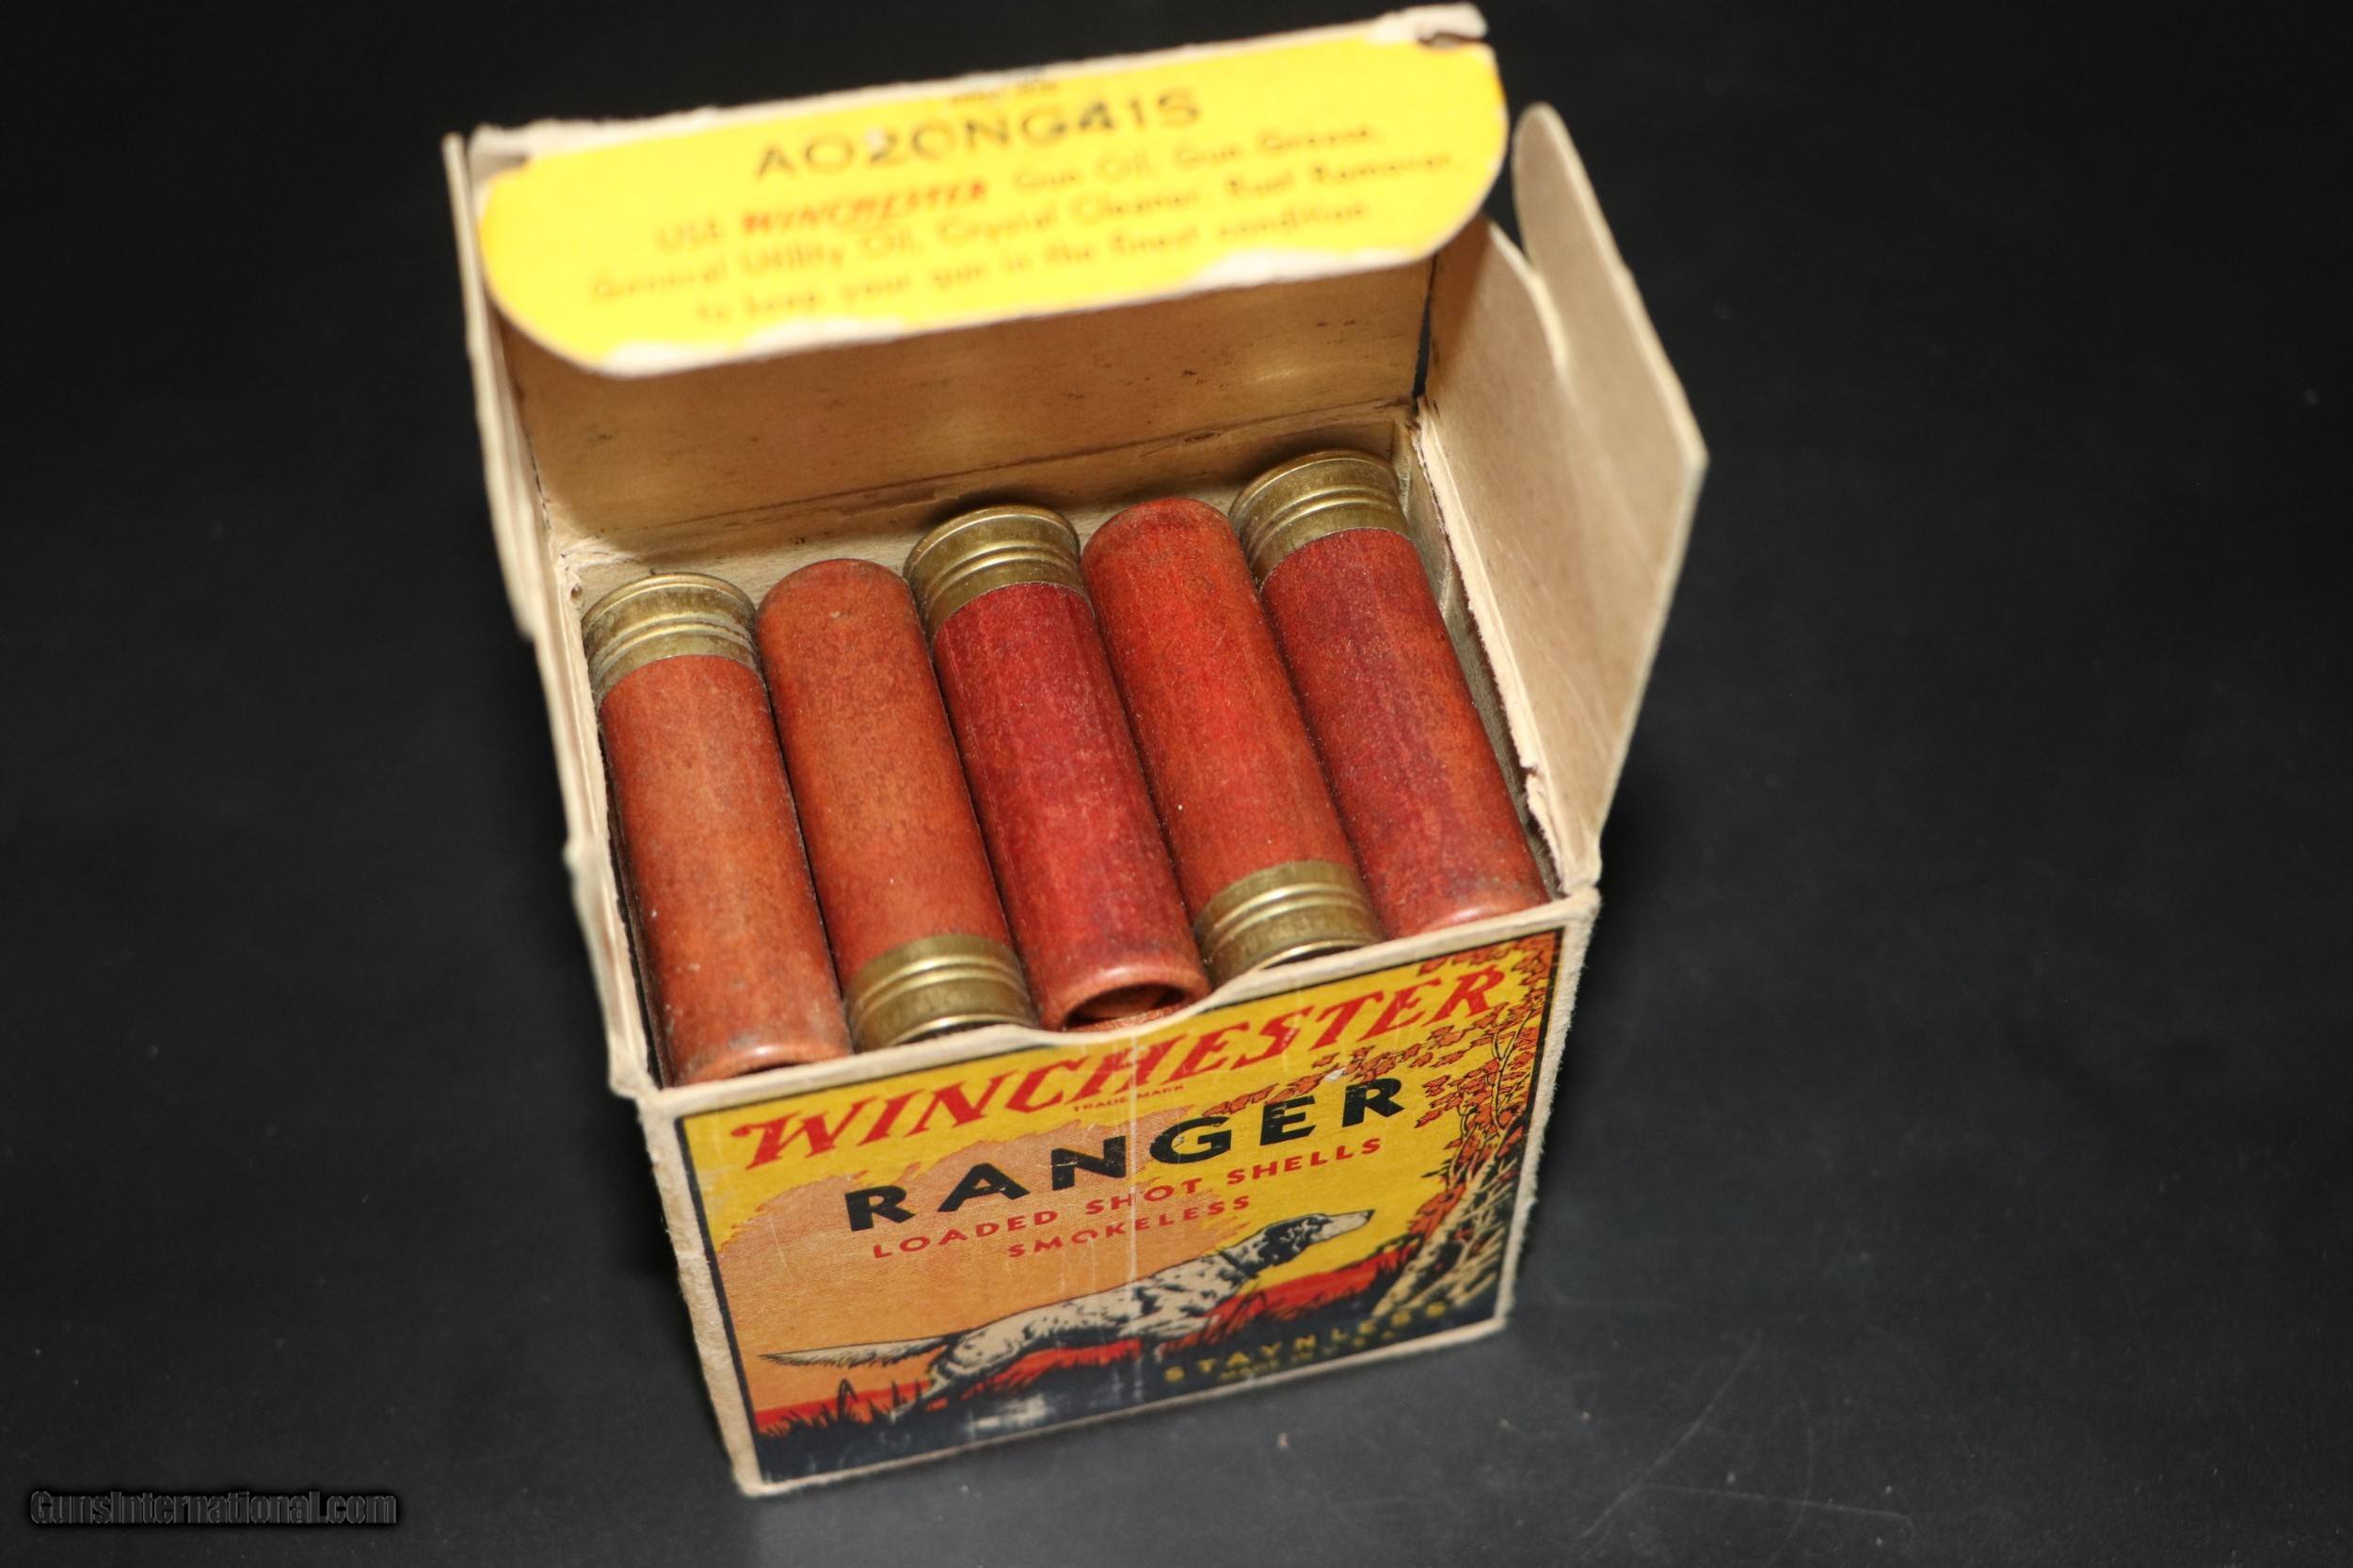 AO20NG41S
USE WINCHESTER Gun Oil, Gun Grease,
General Utility Oil, Crystal Cleaner, Rust Remover,
to keep your gun in the finest condition
WINCHESTER
TRADE MARK
RANGER
LOADED SHOT SHELLS
SMOKELESS
STAYNLESS
GunsInternational.com